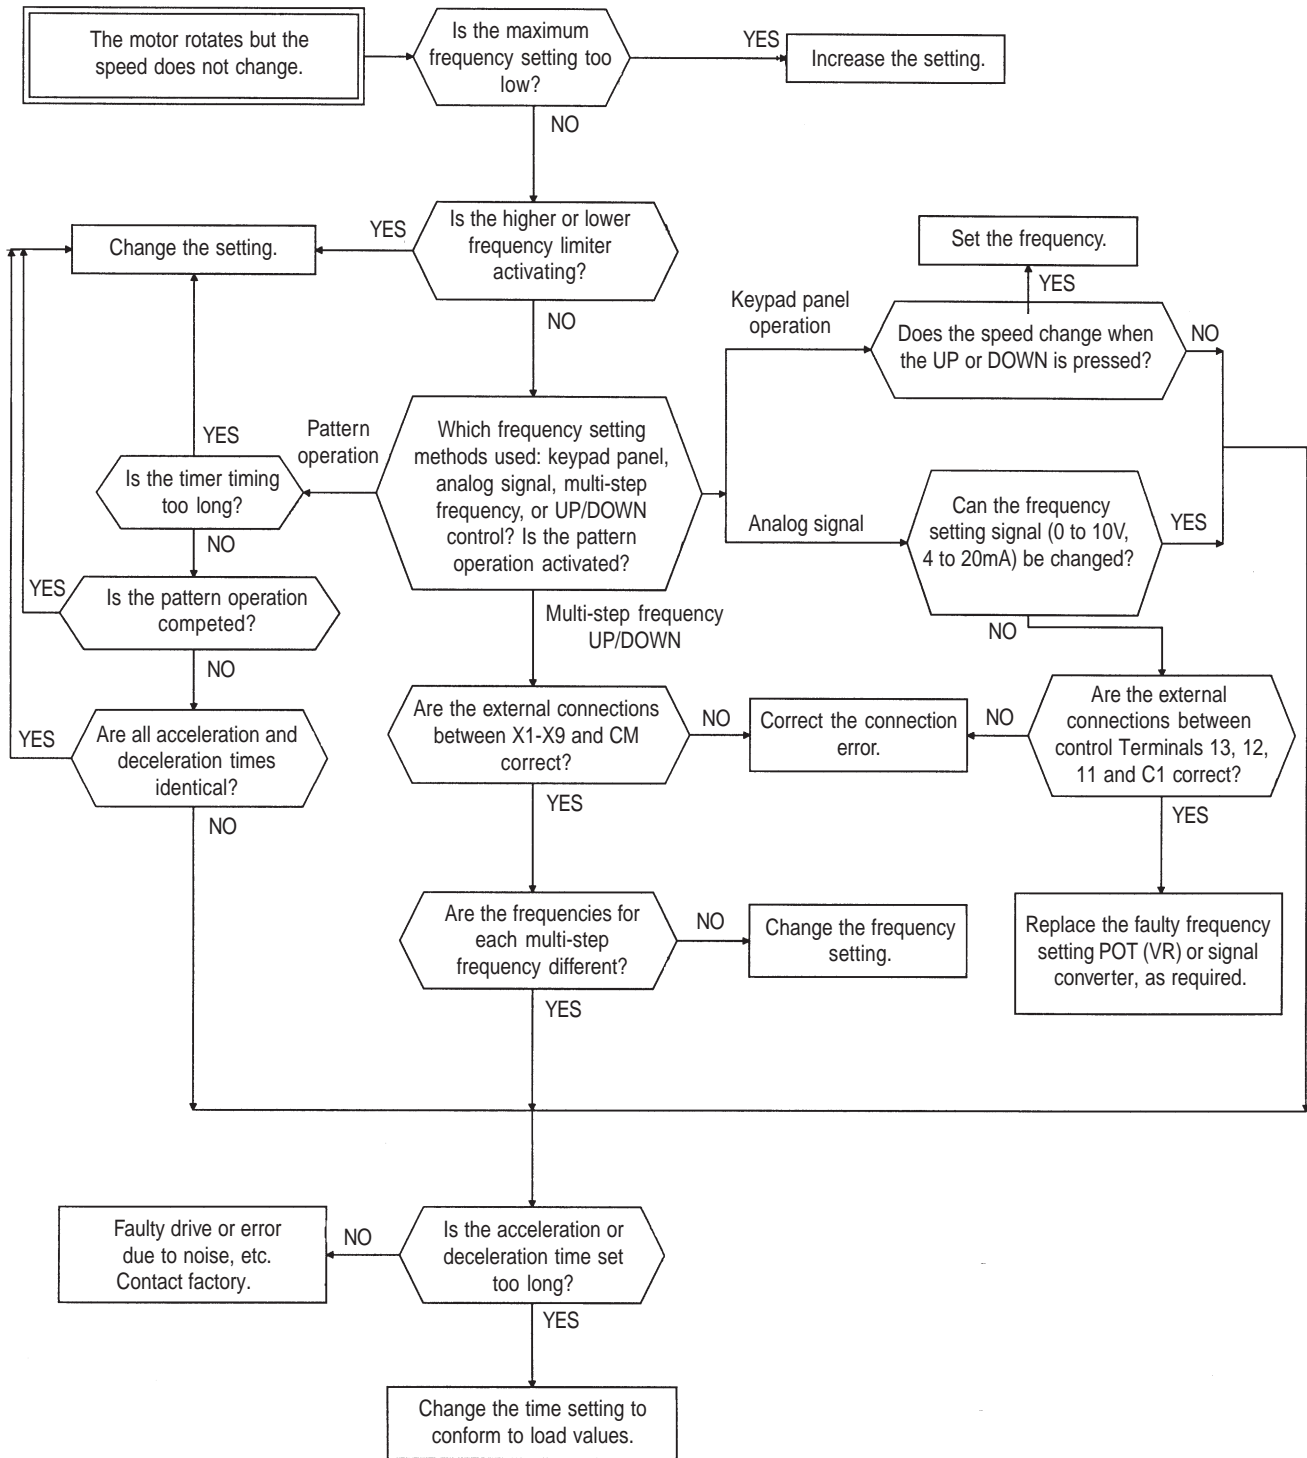 The motor rotates but the
speed does not change.
Is the maximum
frequency setting too
low?
YES
Increase the setting.
NO
Is the higher or lower
frequency limiter
activating?
YES
Change the setting.
NO
Set the frequency.
YES
Keypad panel
operation
Does the speed change when
the UP or DOWN is pressed?
NO
Which frequency setting
methods used: keypad panel,
analog signal, multi-step
frequency, or UP/DOWN
control? Is the pattern
operation activated?
Pattern
operation
YES
Is the timer timing
too long?
NO
Analog signal
Can the frequency
setting signal (0 to 10V,
4 to 20mA) be changed?
YES
NO
YES
Is the pattern operation
competed?
NO
Multi-step frequency
UP/DOWN
YES
Are all acceleration and
deceleration times
identical?
NO
Are the external connections
between X1-X9 and CM
correct?
NO
Correct the connection
error.
NO
Are the external
connections between
control Terminals 13, 12,
11 and C1 correct?
YES
YES
Are the frequencies for
each multi-step
frequency different?
NO
Change the frequency
setting.
Replace the faulty frequency
setting POT (VR) or signal
converter, as required.
YES
Faulty drive or error
due to noise, etc.
Contact factory.
NO
Is the acceleration or
deceleration time set
too long?
YES
Change the time setting to
conform to load values.